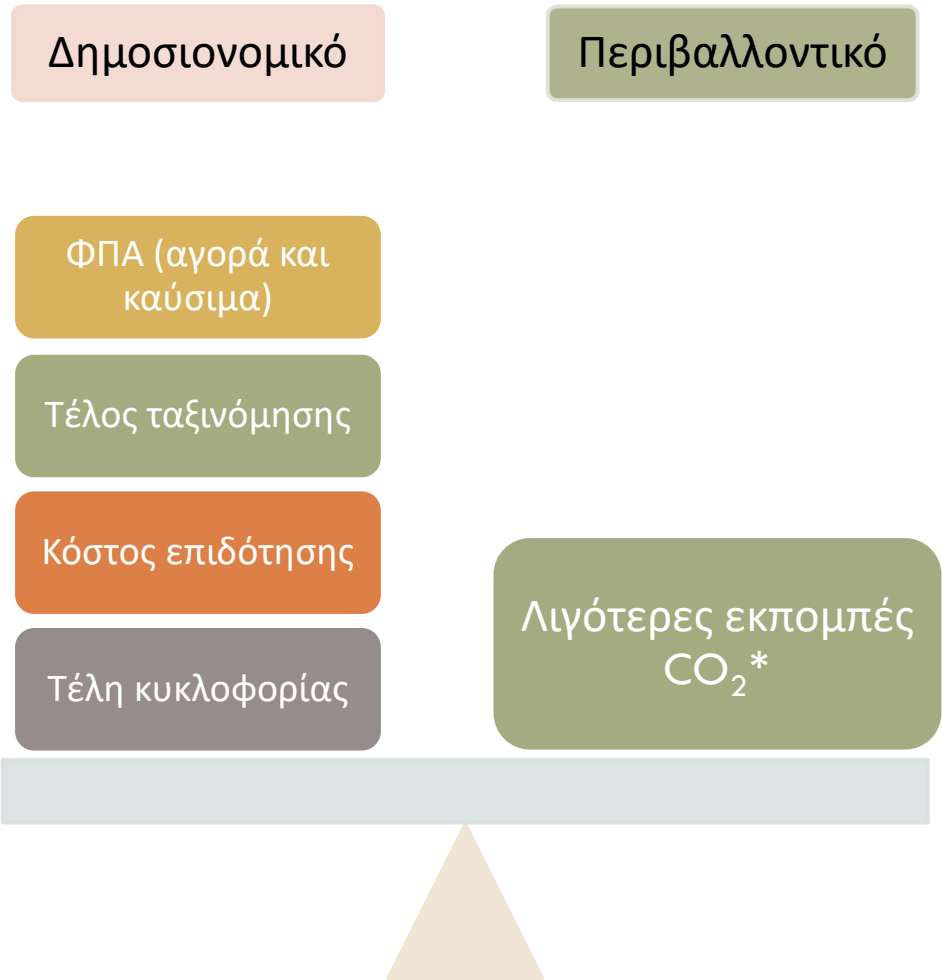 Δημοσιονομικό
Περιβαλλοντικό
ΦΠΑ (αγορά και
καύσιμα)
Τέλος ταξινόμησης
Κόστος επιδότησης
Τέλη κυκλοφορίας
Λιγότερες εκπομπές
CO₂*